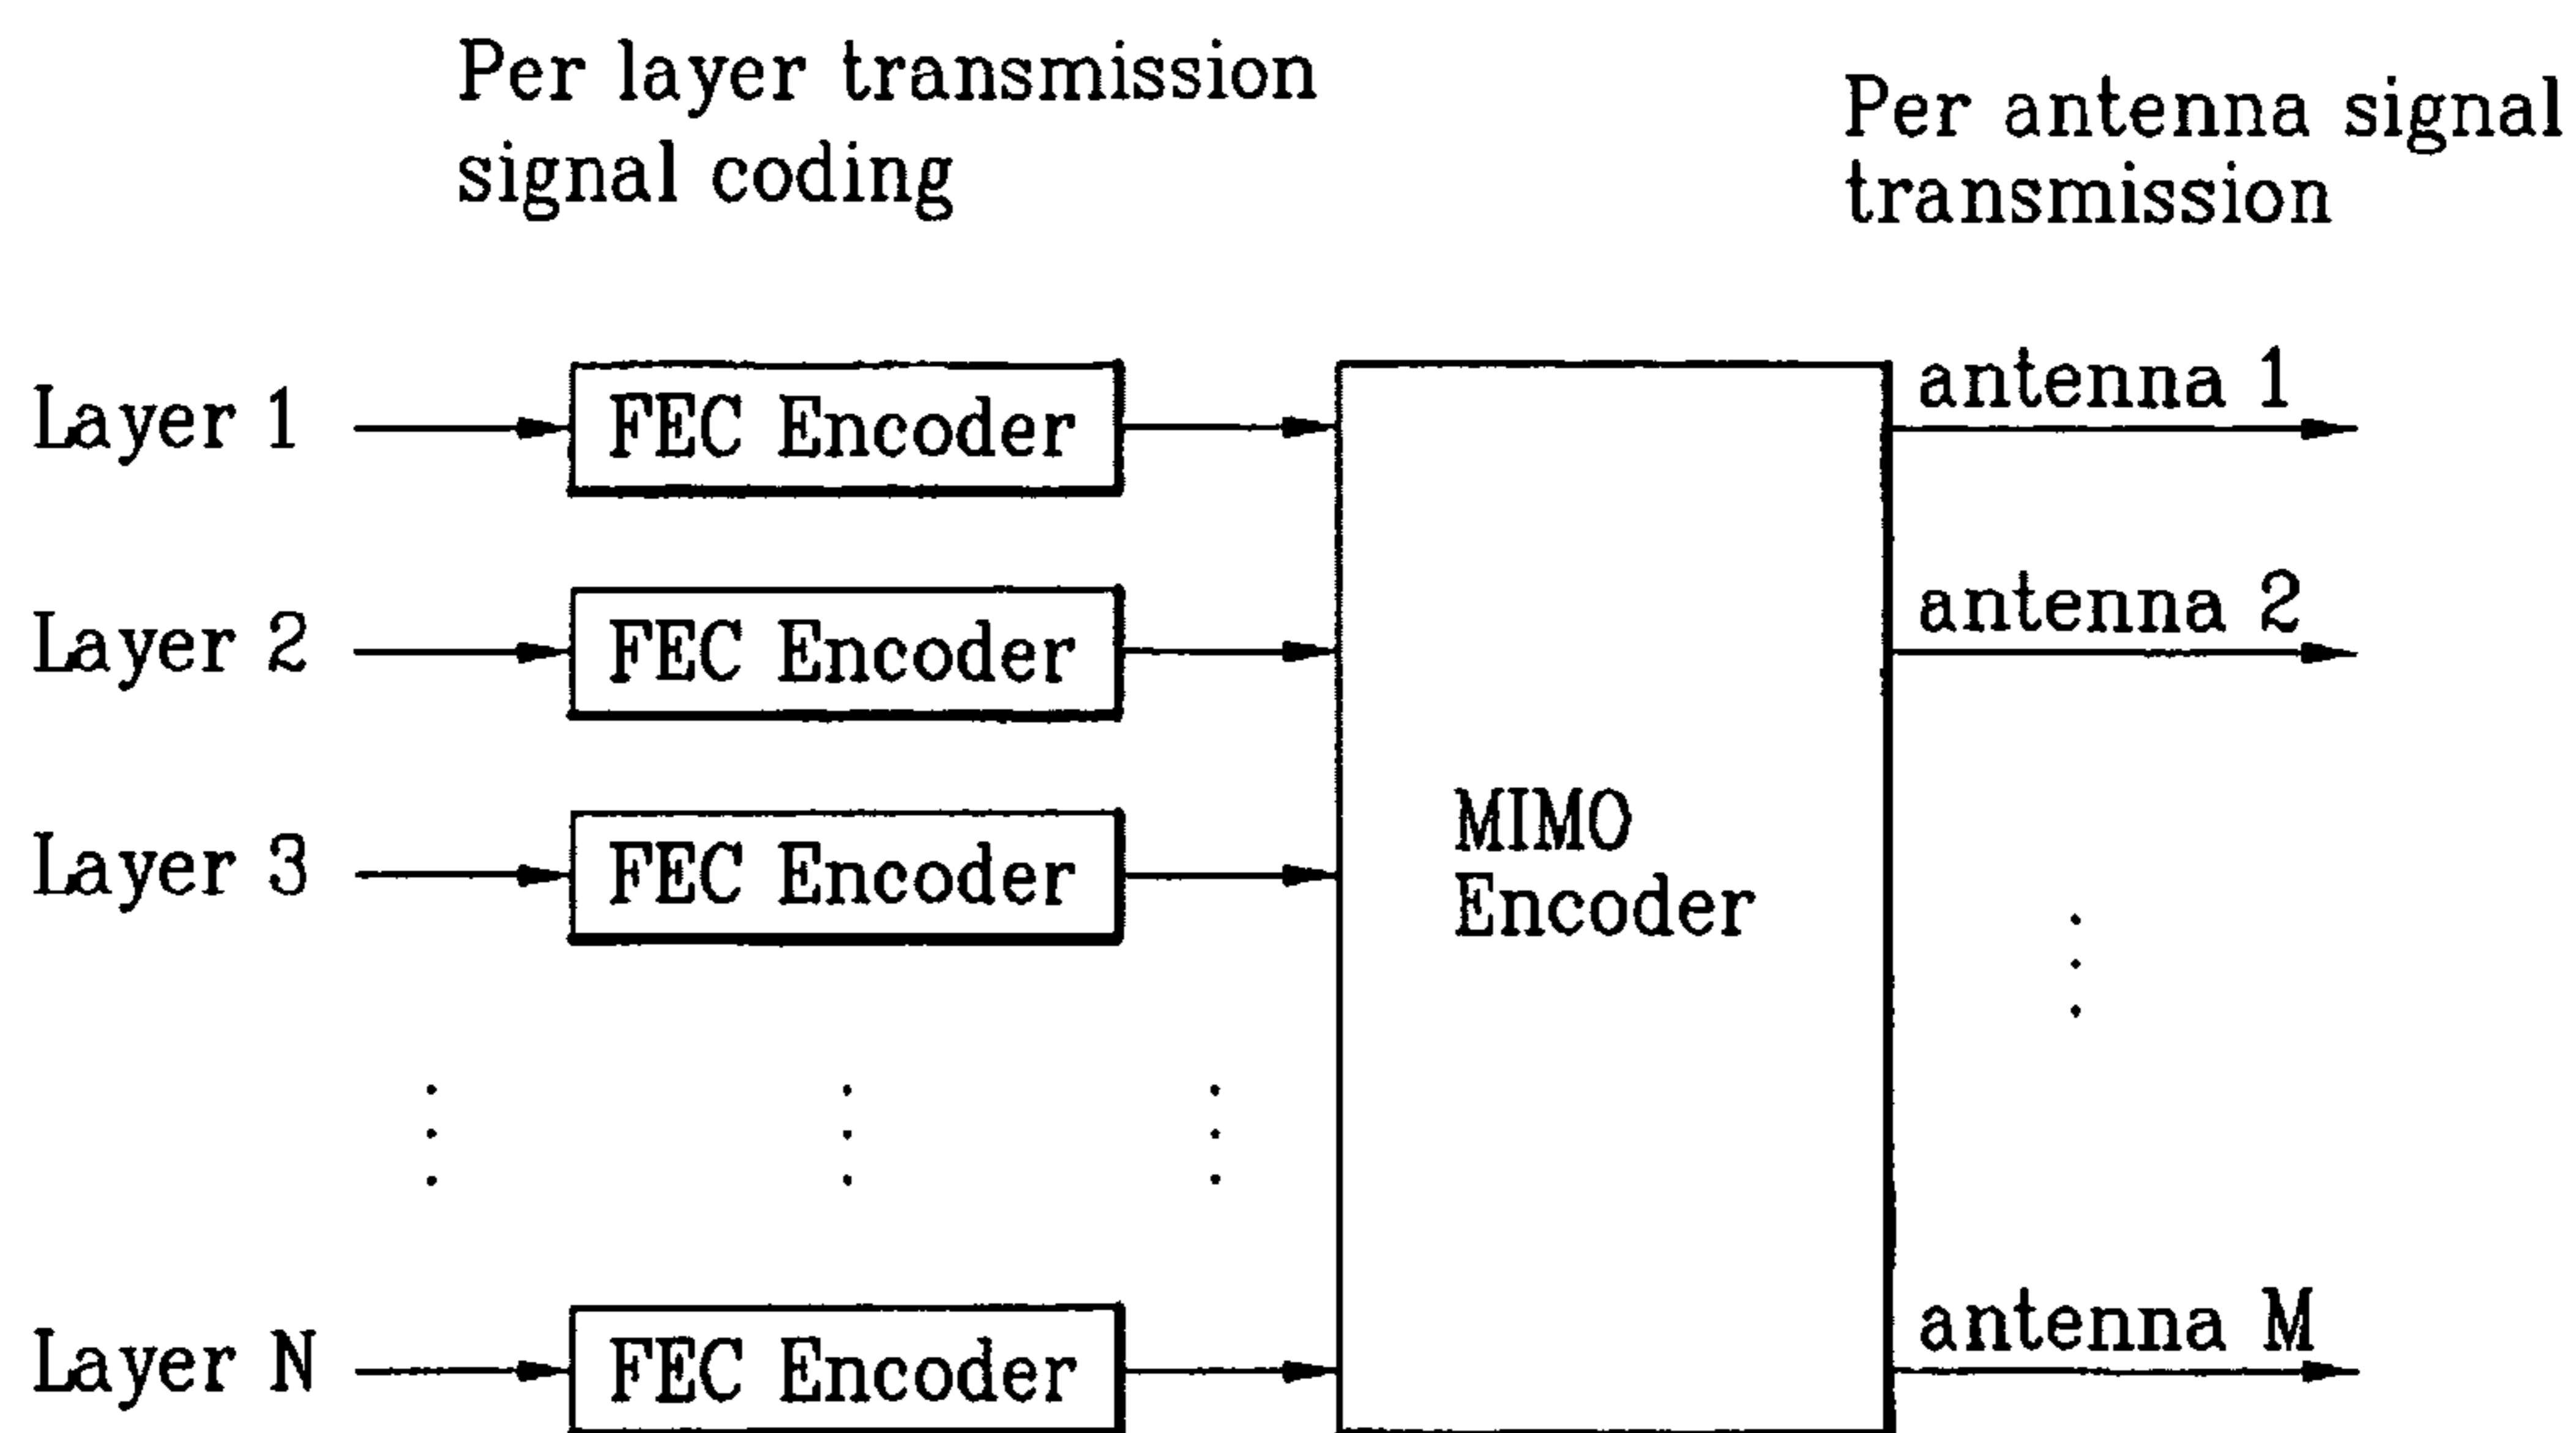 Per layer transmission
signal coding
Per antenna signal
transmission
Layer 1
FEC Encoder
antenna 1
Layer 2
FEC Encoder
antenna 2
Layer 3
FEC Encoder
MIMO
Encoder
Layer N
FEC Encoder
antenna M